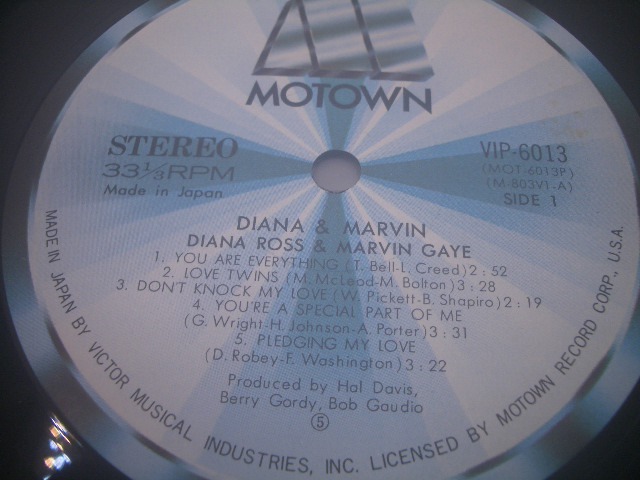 MOTOWN
STEREO
33⅓RPM
Made in Japan
VIP-6013
(MOT-6013P)
(M-803V1-A)
SIDE 1
DIANA & MARVIN
DIANA ROSS & MARVIN GAYE
1. YOU ARE EVERYTHING (T. Bell-L. Creed) 2:52
2. LOVE TWINS (M. McLeod-M. Bolton) 3:28
3. DON'T KNOCK MY LOVE (W. Pickett-B. Shapiro) 2:19
4. YOU'RE A SPECIAL PART OF ME
(G. Wright-H. Johnson-A. Porter) 3:31
5. PLEDGING MY LOVE
(D. Robey-F. Washington) 3:22
Produced by Hal Davis,
Berry Gordy, Bob Gaudio
⑤
MADE IN JAPAN BY VICTOR MUSICAL INDUSTRIES, INC. LICENSED BY MOTOWN RECORD CORP., U.S.A.